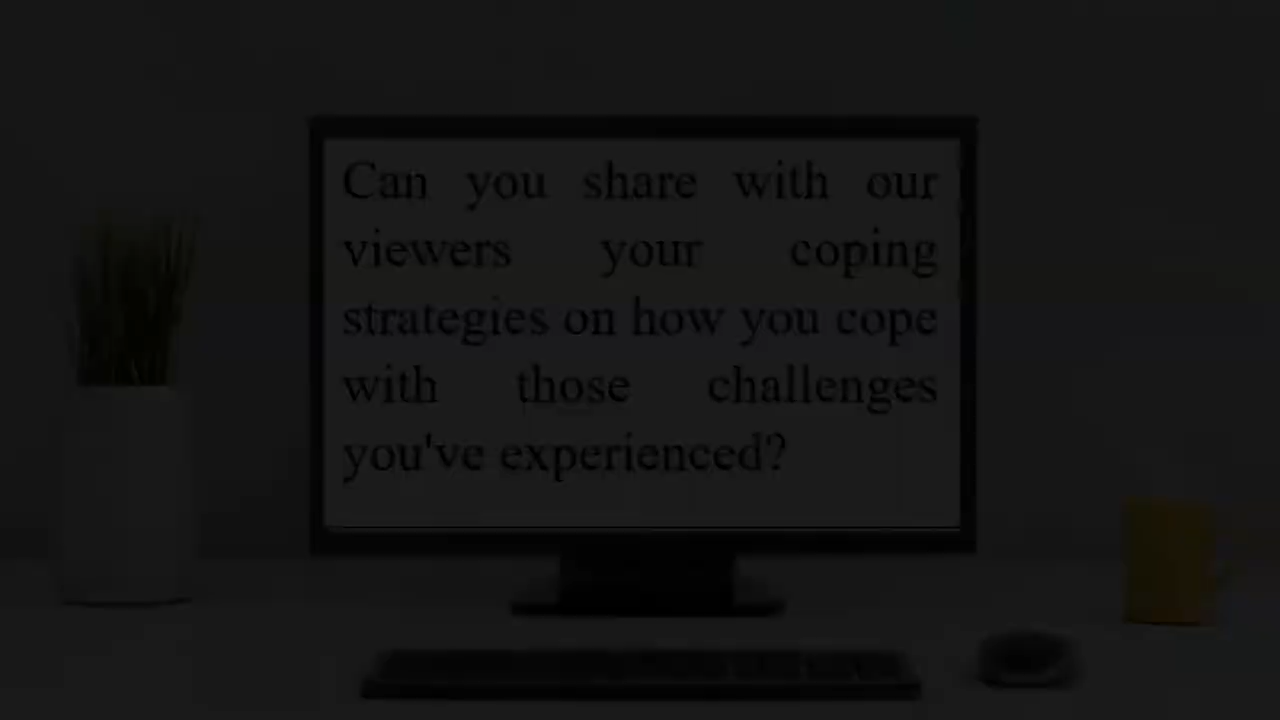 Can you share with our
viewers your coping
strategies on how you cope
with those challenges
you've experienced?